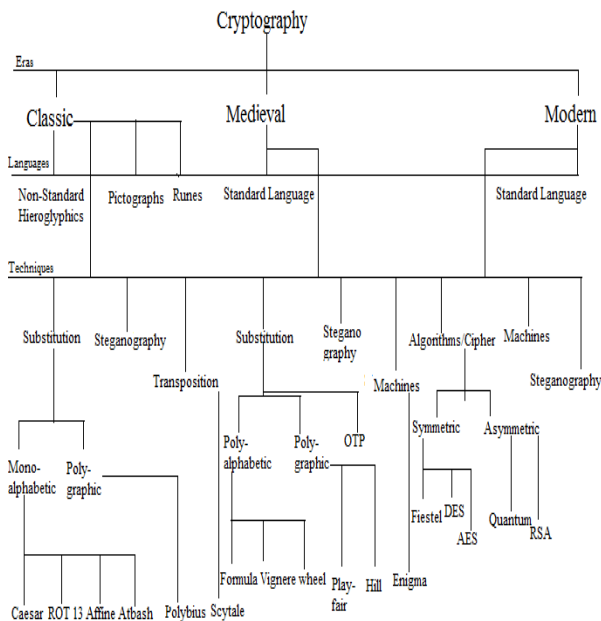 Cryptography
Eras
Classic
Medieval
Modern
Languages
Non-Standard
Hieroglyphics
Pictographs
Runes
Standard Language
Standard Language
Techniques
Substitution
Steganography
Transposition
Substitution
Stegano
graphy
Machines
Algorithms/Cipher
Machines
Steganography
Mono-
alphabetic
Poly-
graphic
Poly-
alphabetic
Poly-
graphic
OTP
Symmetric
Asymmetric
Fiestel
DES
AES
Quantum
RSA
Caesar
ROT 13
Affine
Atbash
Polybius
Scytale
Formula
Vignere
wheel
Play-
fair
Hill
Enigma